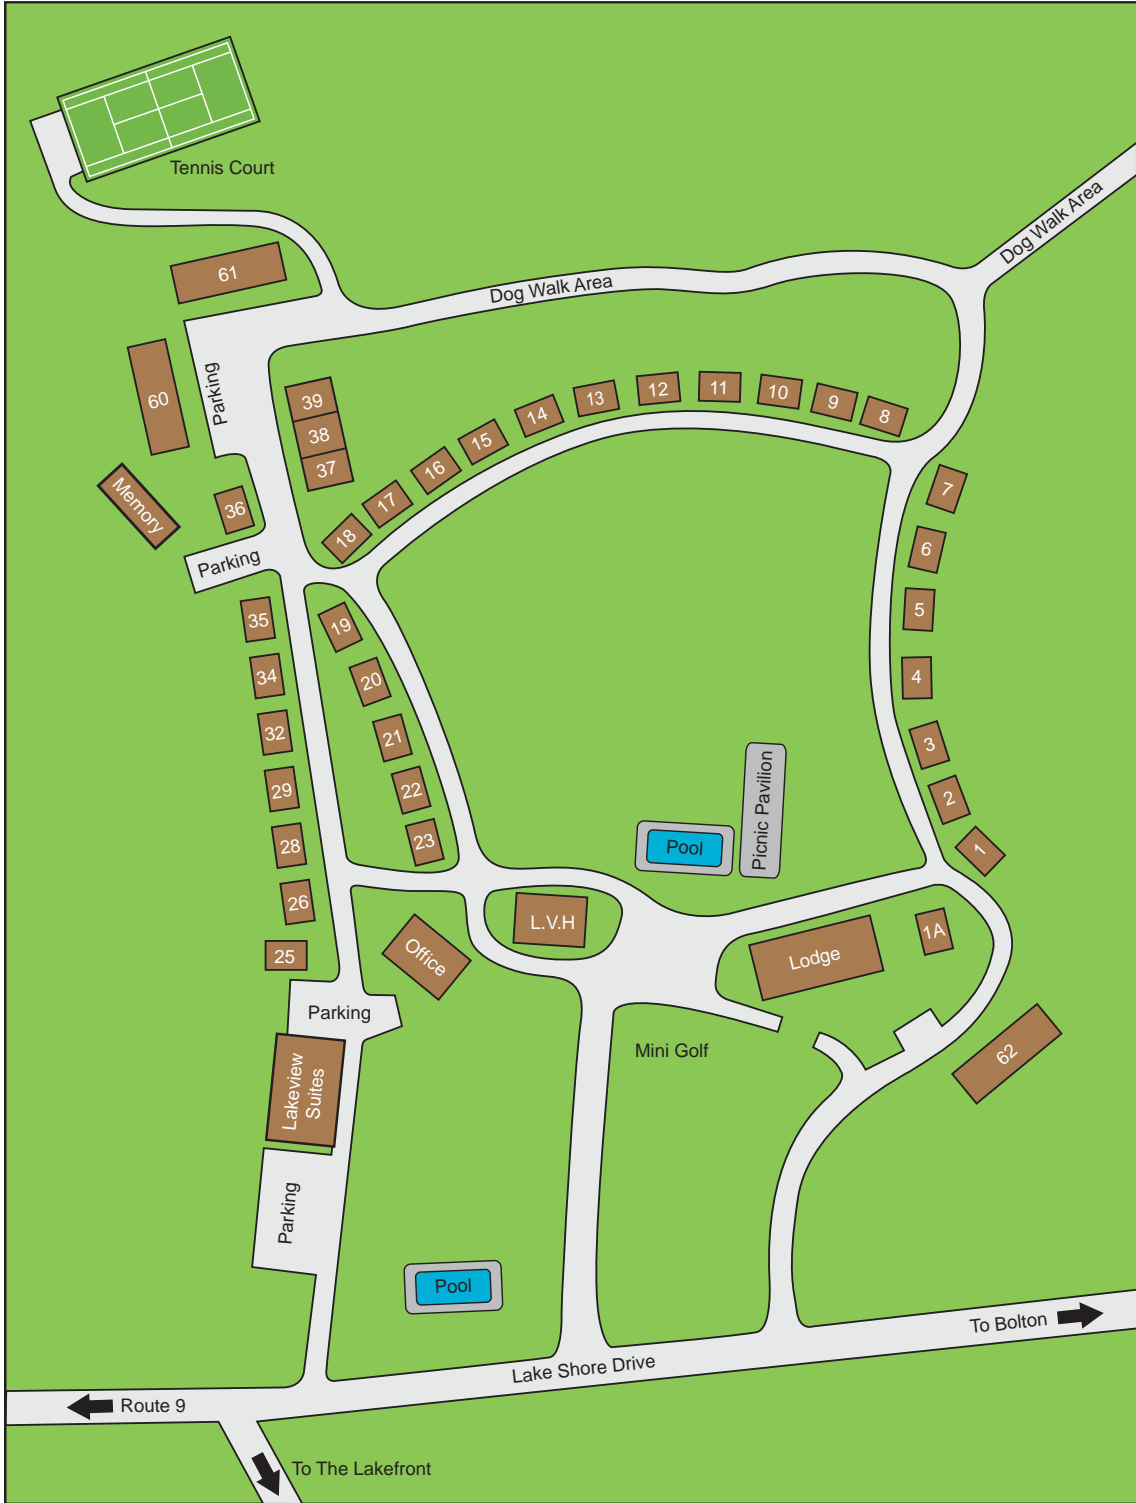 Tennis Court
Dog Walk Area
61
Dog Walk Area
60
Parking
39
38
37
12
11
10
9
8
13
14
15
16
17
18
7
Memory
36
Parking
6
5
4
3
2
1
35
34
32
29
28
26
25
19
20
21
22
23
Picnic Pavilion
Pool
L.V.H
Office
Lodge
1A
Parking
Mini Golf
62
Lakeview
Suites
Parking
Pool
To Bolton
Lake Shore Drive
Route 9
To The Lakefront